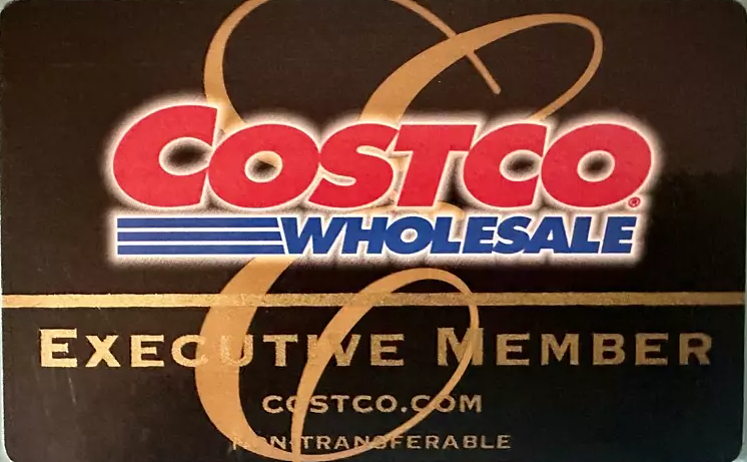 COSTCO®
WHOLESALE
EXECUTIVE MEMBER
COSTCO.COM
NON-TRANSFERABLE